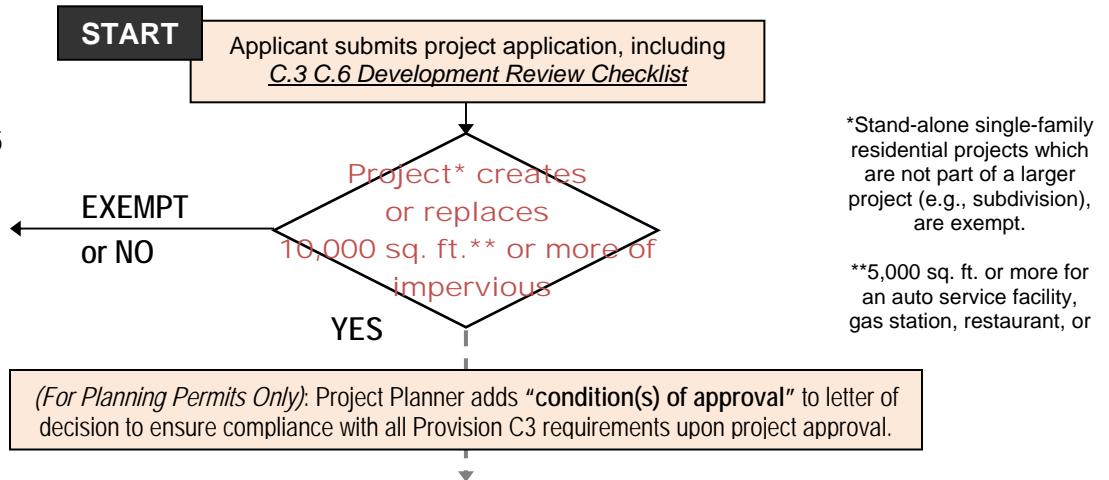 START
Applicant submits project application, including
C.3 C.6 Development Review Checklist
*Stand-alone single-family
residential projects which
are not part of a larger
project (e.g., subdivision),
are exempt.
Project* creates
or replaces
10,000 sq. ft.** or more of
impervious
EXEMPT
or NO
**5,000 sq. ft. or more for
an auto service facility,
gas station, restaurant, or
YES
(For Planning Permits Only): Project Planner adds “condition(s) of approval” to letter of
decision to ensure compliance with all Provision C3 requirements upon project approval.